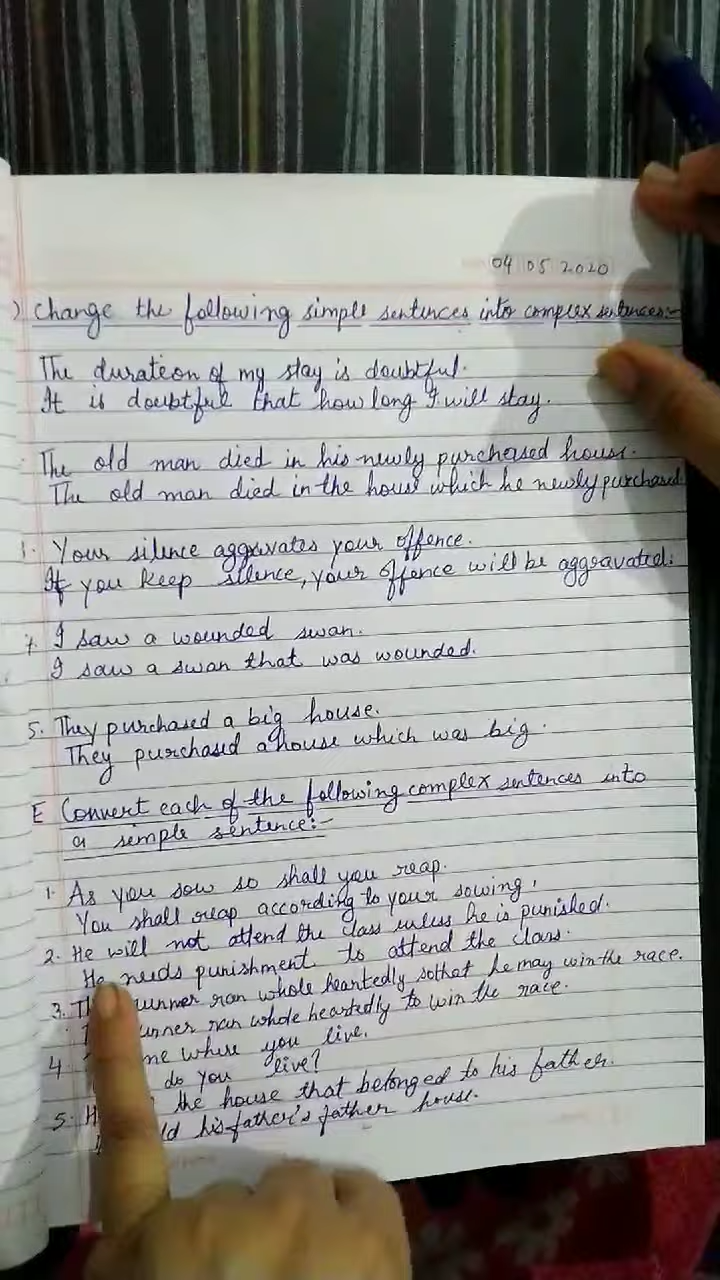 04 05 2020
) Change the following simple sentences into complex sentences:-
The duration of my stay is doubtful.
It is doubtful that how long I will stay.
The old man died in his newly purchased house.
The old man died in the house which he newly purchased
1. Your silence aggravates your offence.
If you keep silence, your offence will be aggravated.
I saw a wounded swan.
I saw a swan that was wounded.
5. They purchased a big house.
They purchased a house which was big.
E Convert each of the following complex sentences into
a simple sentence:-
1. As you sow so shall you reap.
You shall reap according to your sowing.
2. He will not attend the class unless he is punished.
He needs punishment to attend the class.
3. ran whole heartedly so that he may win the race.
ran whole heartedly to win the race.
4 me where you live.
do you live?
5. the house that belonged to his father.
his father's father house.